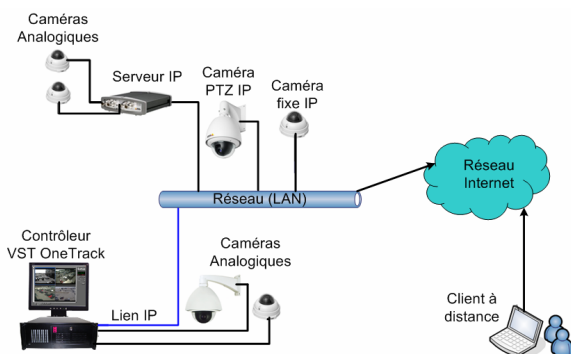 Caméras
Analogiques
Serveur IP
Caméra
PTZ IP
Caméra
fixe IP
Réseau
Internet
Réseau (LAN)
Contrôleur
VST OneTrack
Caméras
Analogiques
Lien IP
Client à
distance